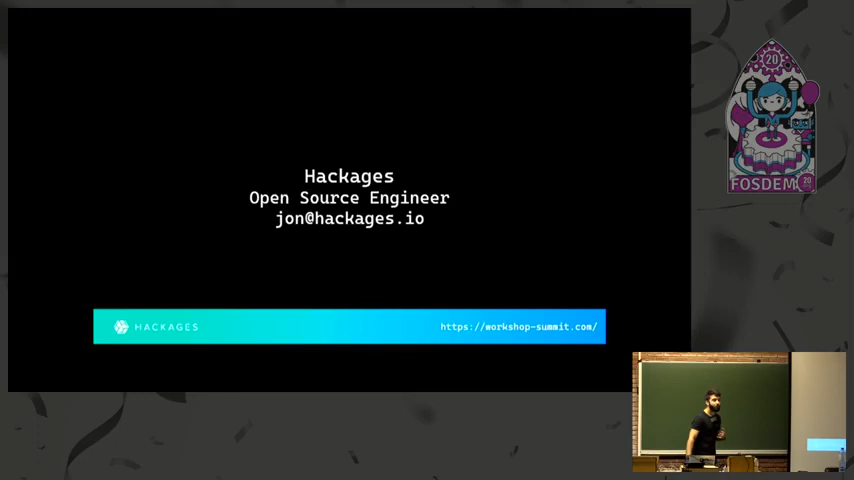 Hackages
Open Source Engineer
jon@hackages.io
HACKAGES
https://workshop-summit.com/
20
FOSDEM
20